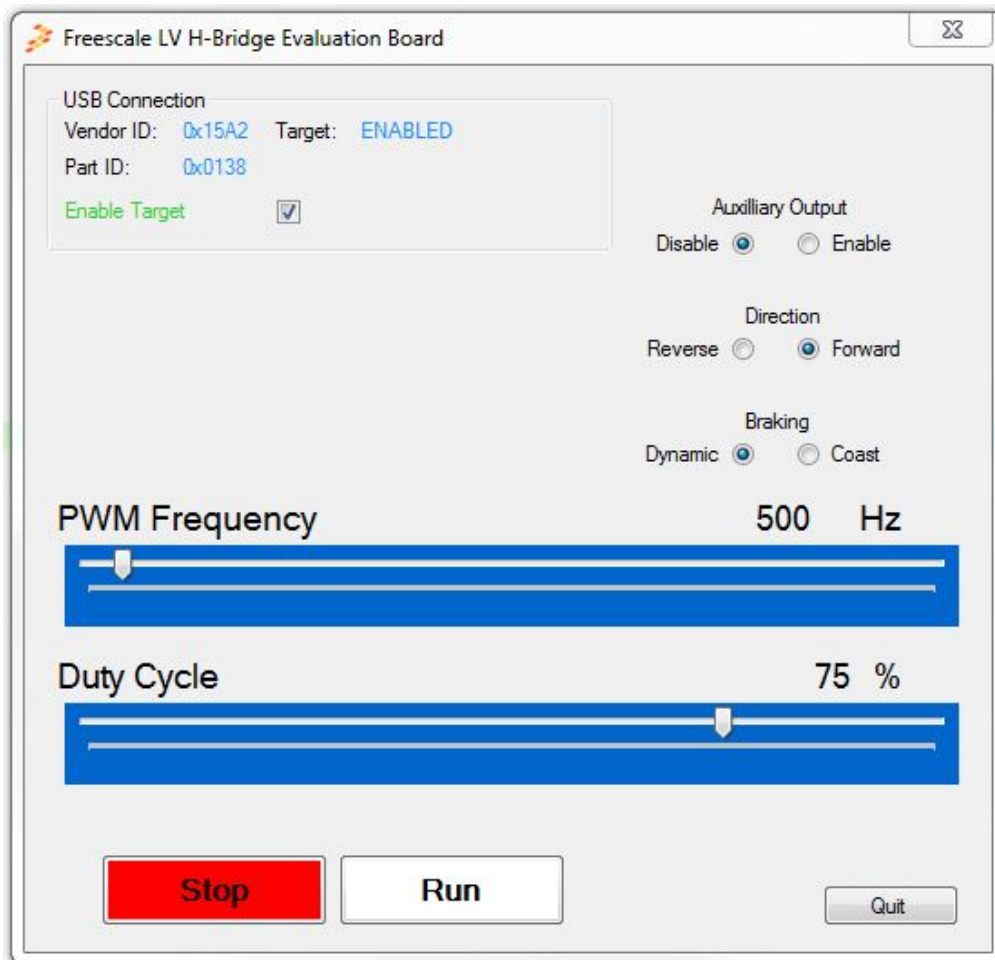 Freescale LV H-Bridge Evaluation Board
USB Connection
Vendor ID: 0x15A2 Target: ENABLED
Part ID: 0x0138
Enable Target
Auxilliary Output
Disable Enable
Direction
Reverse Forward
Braking
Dynamic Coast
PWM Frequency 500 Hz
Duty Cycle 75 %
Stop Run
Quit